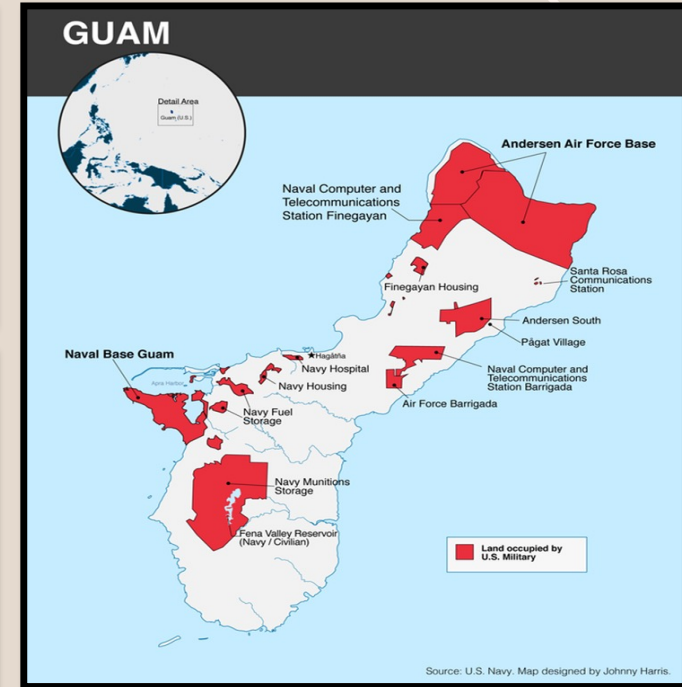 GUAM
Detail Area
Guam (U.S.)
Andersen Air Force Base
Naval Computer and
Telecommunications
Station Finegayan
Finegayan Housing
Santa Rosa
Communications
Station
Andersen South
Pågat Village
Naval Base Guam
Apra Harbor
Hagåtña
Navy Hospital
Navy Housing
Naval Computer and
Telecommunications
Station Barrigada
Air Force Barrigada
Navy Fuel
Storage
Navy Munitions
Storage
Fena Valley Reservoir
(Navy / Civilian)
Land occupied by
U.S. Military
Source: U.S. Navy. Map designed by Johnny Harris.